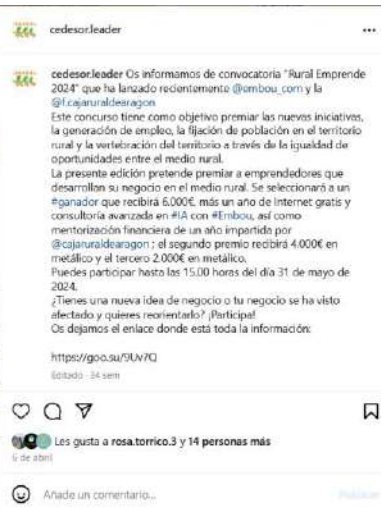 cedesor.leader
cedesor.leader Os informamos de convocatoria "Rural Emprende
2024" que ha lanzado recientemente @embou_com y la
@f.cajaruraldearagon
Este concurso tiene como objetivo premiar las nuevas iniciativas,
la generación de empleo, la fijación de población en el territorio
rural y la vertebración del territorio a través de la igualdad de
oportunidades entre el medio rural.
La presente edición pretende premiar a emprendedores que
desarrollan su negocio en el medio rural. Se seleccionará a un
#ganador que recibirá 6.000€, más un año de Internet gratis y
consultoría avanzada en #IA con #Embou, así como
mentorización financiera de un año impartida por
@cajaruraldearagon ; el segundo premio recibirá 4.000€ en
metálico y el tercero 2.000€ en metálico.
Puedes participar hasta las 15.00 horas del día 31 de mayo de
2024.
¿Tienes una nueva idea de negocio o tu negocio se ha visto
afectado y quieres reorientarlo? ¡Participa!
Os dejamos el enlace donde está toda la información:
https://goo.su/9Uv7Q
Editado · 34 sem
Les gusta a rosa.torrico.3 y 14 personas más
6 de abril
Añade un comentario...
Publicar